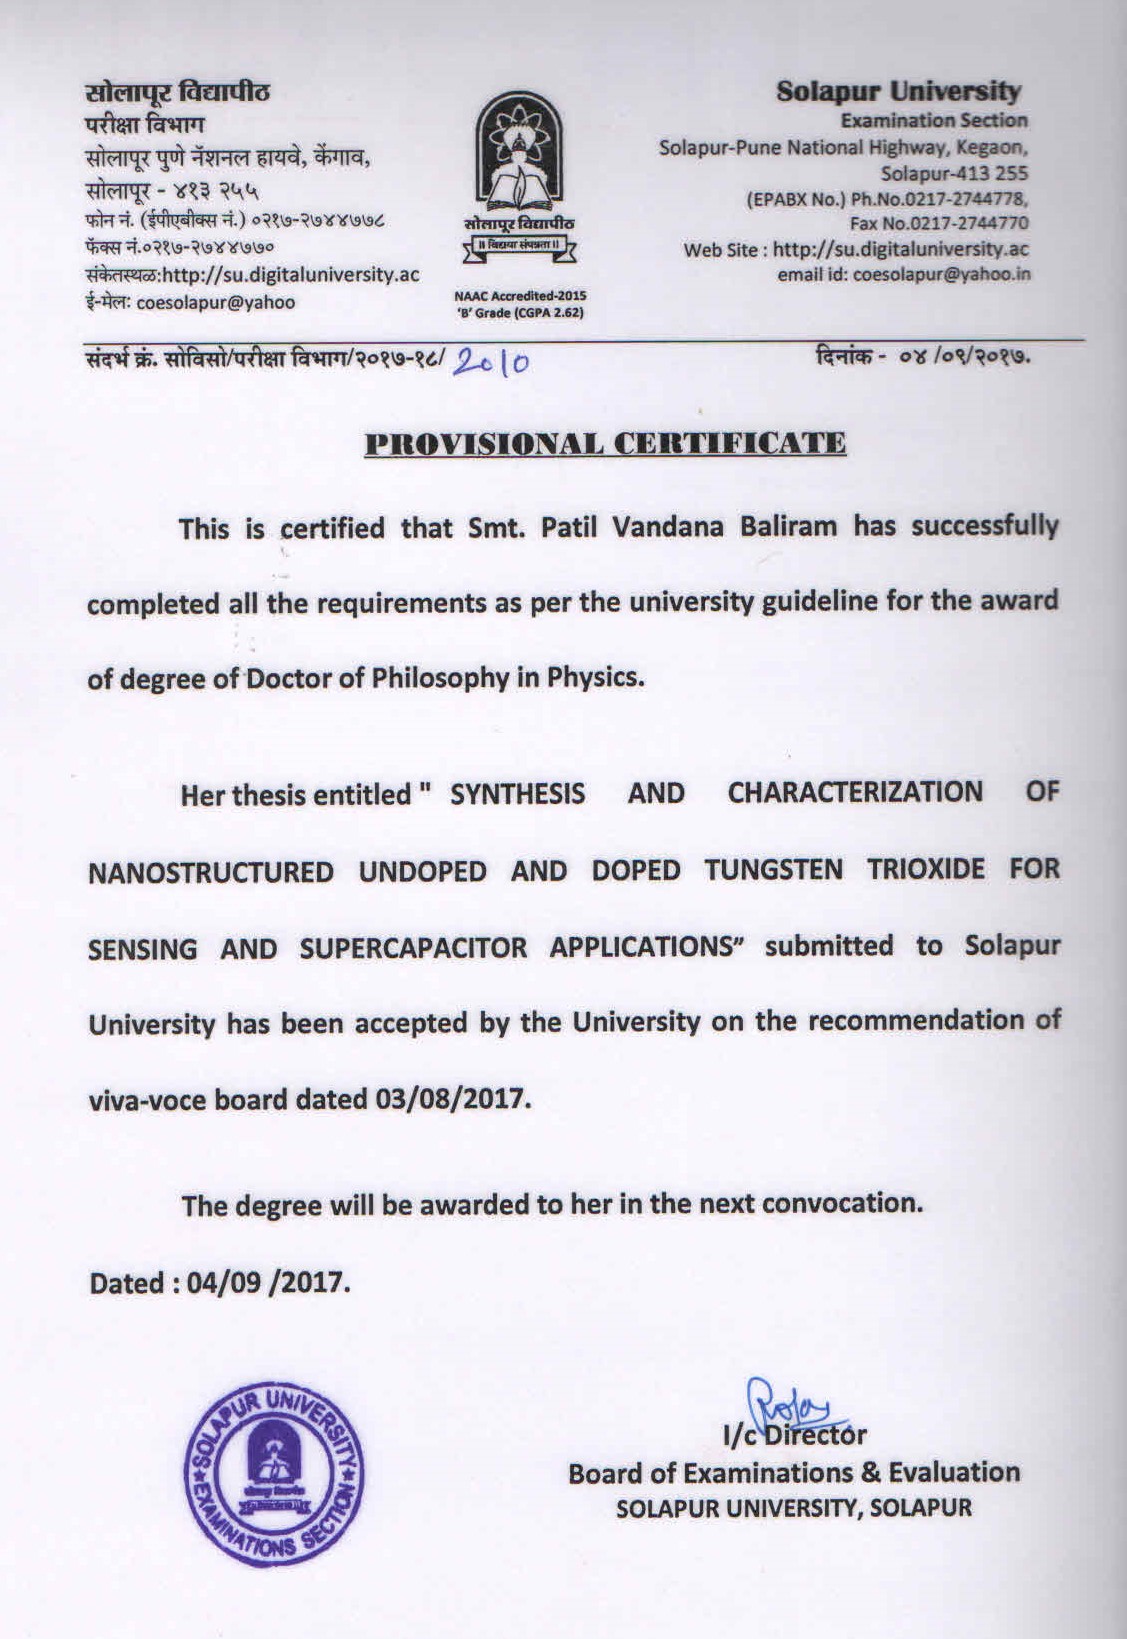 सोलापूर विद्यापीठ
परीक्षा विभाग
सोलापूर पुणे नॅशनल हायवे, केंगाव,
सोलापूर - ४१३ २५५
फोन नं. (ईपीएबीक्स नं.) ०२१७-२७४४७७८
फॅक्स नं.०२१७-२७४४७७०
संकेतस्थळ:http://su.digitaluniversity.ac
ई-मेल: coesolapur@yahoo
सोलापूर विद्यापीठ
॥ विद्यया संपन्नता ॥
NAAC Accredited-2015
'B' Grade (CGPA 2.62)
Solapur University
Examination Section
Solapur-Pune National Highway, Kegaon,
Solapur-413 255
(EPABX No.) Ph.No.0217-2744778,
Fax No.0217-2744770
Web Site : http://su.digitaluniversity.ac
email id: coesolapur@yahoo.in
संदर्भ क्रं. सोविसो/परीक्षा विभाग/२०१७-१८/ 2010
दिनांक - ०४ /०९/२०१७.
PROVISIONAL CERTIFICATE
This is certified that Smt. Patil Vandana Baliram has successfully
completed all the requirements as per the university guideline for the award
of degree of Doctor of Philosophy in Physics.
Her thesis entitled " SYNTHESIS AND CHARACTERIZATION OF
NANOSTRUCTURED UNDOPED AND DOPED TUNGSTEN TRIOXIDE FOR
SENSING AND SUPERCAPACITOR APPLICATIONS” submitted to Solapur
University has been accepted by the University on the recommendation of
viva-voce board dated 03/08/2017.
The degree will be awarded to her in the next convocation.
Dated : 04/09 /2017.
SOLAPUR UNIVERSITY
EXAMINATIONS SECTION
I/c Director
Board of Examinations & Evaluation
SOLAPUR UNIVERSITY, SOLAPUR